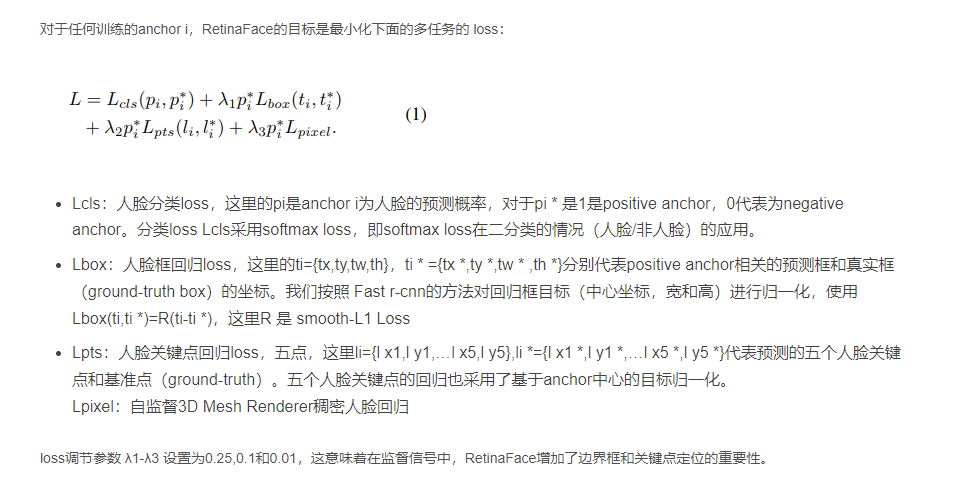 对于任何训练的anchor i，RetinaFace的目标是最小化下面的多任务的 loss：
L = L_{cls}(p_i, p_i^*) + λ_1 p_i^* L_{box}(t_i, t_i^*)
+ λ_2 p_i^* L_{pts}(l_i, l_i^*) + λ_3 p_i^* L_{pixel}. (1)
• Lcls：人脸分类loss，这里的pi是anchor i为人脸的预测概率，对于pi * 是1是positive anchor，0代表为negative
anchor。分类loss Lcls采用softmax loss，即softmax loss在二分类的情况（人脸/非人脸）的应用。
• Lbox：人脸框回归loss，这里的ti={tx,ty,tw,th}，ti * ={tx *,ty *,tw * ,th *}分别代表positive anchor相关的预测框和真实框
（ground-truth box）的坐标。我们按照 Fast r-cnn的方法对回归框目标（中心坐标，宽和高）进行归一化，使用
Lbox(ti,ti *)=R(ti-ti *)，这里R 是 smooth-L1 Loss
• Lpts：人脸关键点回归loss，五点，这里li={l x1,l y1,…l x5,l y5},li *={l x1 *,l y1 *,…l x5 *,l y5 *}代表预测的五个人脸关键
点和基准点（ground-truth）。五个人脸关键点的回归也采用了基于anchor中心的目标归一化。
Lpixel：自监督3D Mesh Renderer稠密人脸回归
loss调节参数 λ1-λ3 设置为0.25,0.1和0.01，这意味着在监督信号中，RetinaFace增加了边界框和关键点定位的重要性。